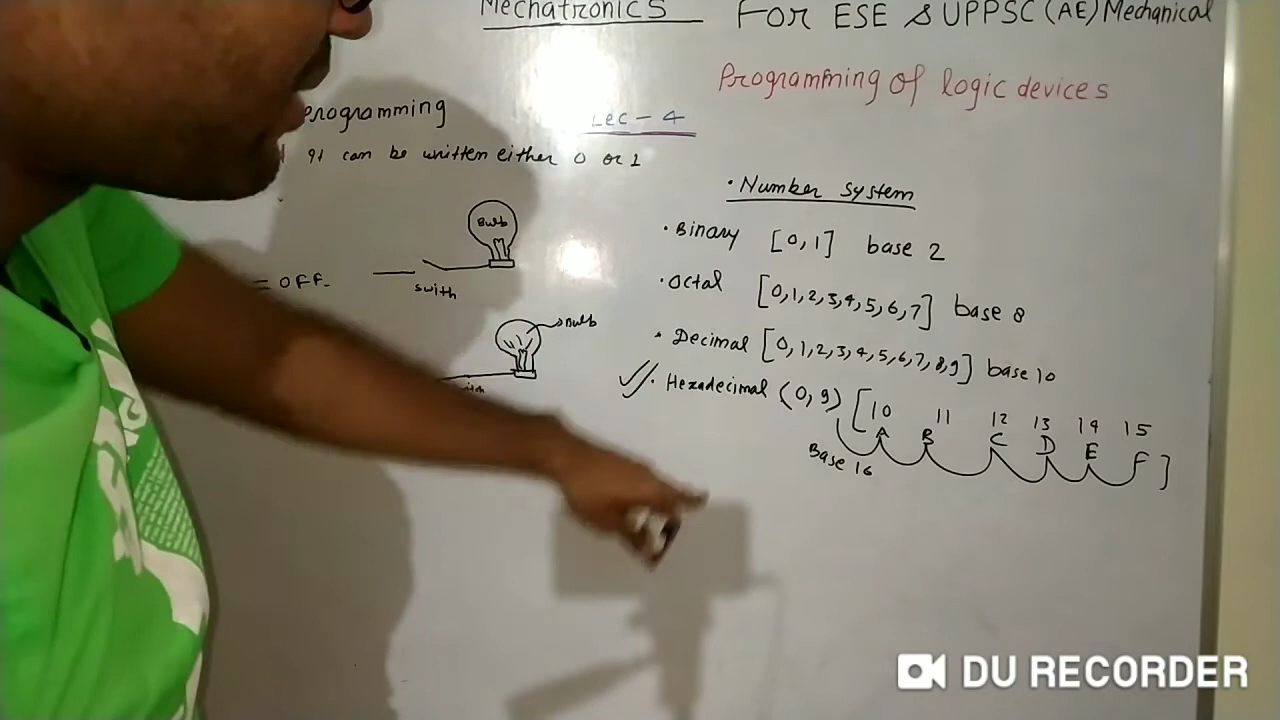 Mechatronics For ESE & UPPSC (AE) Mechanical
Programming of logic devices
Lec - 4
programming
It can be written either 0 or 1
Bulb
= OFF.
swith
Bulb
• Number system
• Binary [0,1] base 2
• Octal [0,1,2,3,4,5,6,7] base 8
• Decimal [0,1,2,3,4,5,6,7,8,9] base 10
• Hexadecimal (0,9) [10 11 12 13 14 15
A B C D E F]
Base 16
DU RECORDER